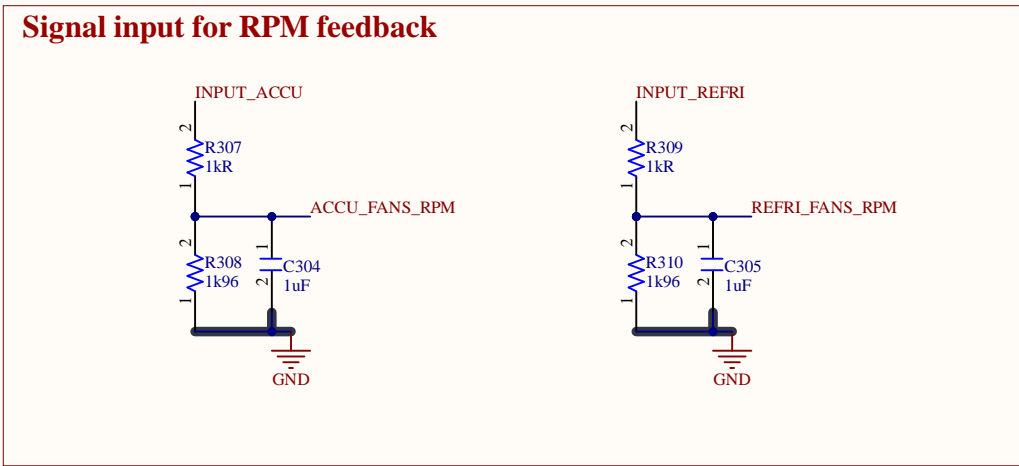 Signal input for RPM feedback
INPUT_ACCU
2
R307
1kR
1
ACCU_FANS_RPM
2
R308
1k96
1
1
C304
1uF
2
GND
INPUT_REFRI
2
R309
1kR
1
REFRI_FANS_RPM
2
R310
1k96
1
1
C305
1uF
2
GND